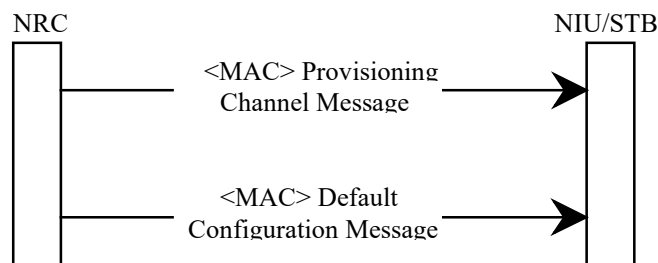 NRC
NIU/STB
<MAC> Provisioning
Channel Message
<MAC> Default
Configuration Message